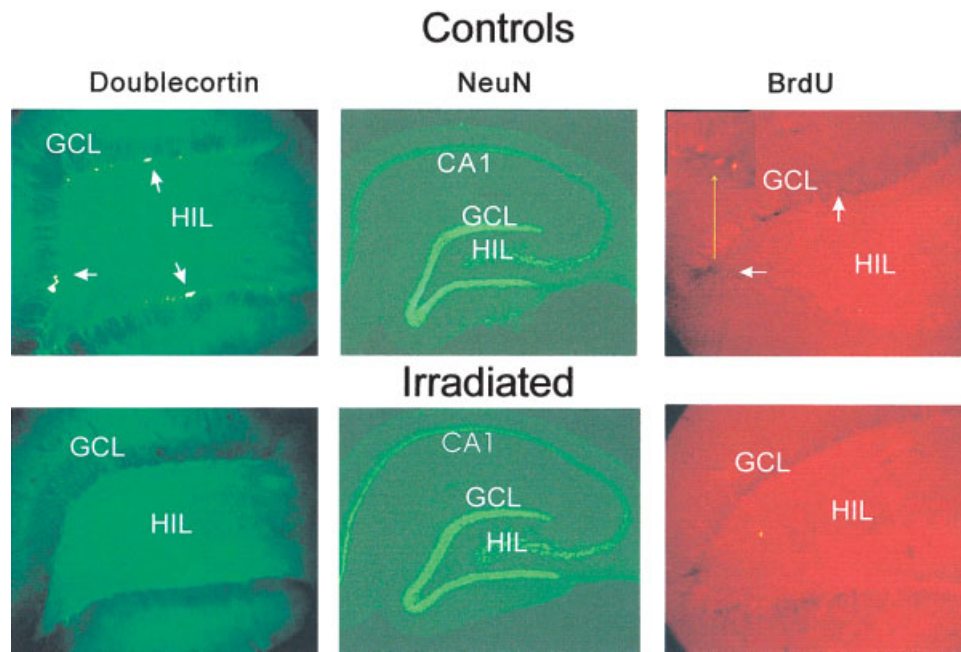 Controls
Doublecortin
NeuN
BrdU
GCL
HIL
CA1
GCL
HIL
GCL
HIL
Irradiated
GCL
HIL
CA1
GCL
HIL
GCL
HIL